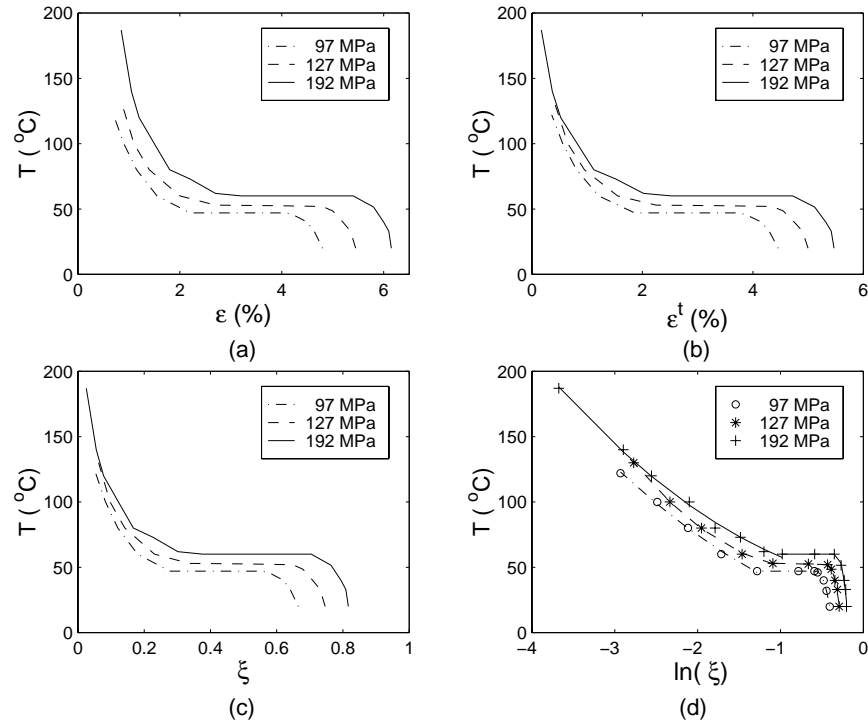 200
150
100
50
0
T ( °C)
97 MPa
127 MPa
192 MPa
0 2 4 6
ε (%)
(a)
200
150
100
50
0
T ( °C)
97 MPa
127 MPa
192 MPa
0 2 4 6
εᵗ (%)
(b)
200
150
100
50
0
T ( °C)
97 MPa
127 MPa
192 MPa
0 0.2 0.4 0.6 0.8 1
ξ
(c)
200
150
100
50
0
T ( °C)
97 MPa
127 MPa
192 MPa
−4 −3 −2 −1 0
ln( ξ)
(d)